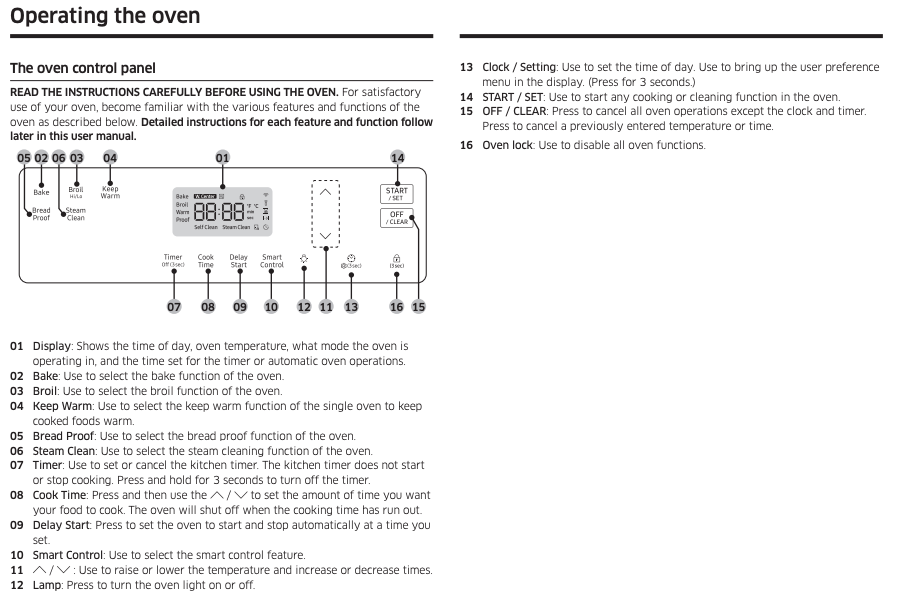 Operating the oven
The oven control panel
READ THE INSTRUCTIONS CAREFULLY BEFORE USING THE OVEN. For satisfactory
use of your oven, become familiar with the various features and functions of the
oven as described below. Detailed instructions for each feature and function follow
later in this user manual.
05 02 06 03 04 01 14
Bake
Broil
Hi/Lo
Keep
Warm
Bread
Proof
Steam
Clean
Bake
Broil
Warm
Proof
88:88
°F °C
Self Clean Steam Clean
START
/ SET
OFF
/ CLEAR
Timer
Off (3sec)
Cook
Time
Delay
Start
Smart
Control
(3sec)
(3sec)
07 08 09 10 12 11 13 16 15
01 Display: Shows the time of day, oven temperature, what mode the oven is
operating in, and the time set for the timer or automatic oven operations.
02 Bake: Use to select the bake function of the oven.
03 Broil: Use to select the broil function of the oven.
04 Keep Warm: Use to select the keep warm function of the single oven to keep
cooked foods warm.
05 Bread Proof: Use to select the bread proof function of the oven.
06 Steam Clean: Use to select the steam cleaning function of the oven.
07 Timer: Use to set or cancel the kitchen timer. The kitchen timer does not start
or stop cooking. Press and hold for 3 seconds to turn off the timer.
08 Cook Time: Press and then use the / to set the amount of time you want
your food to cook. The oven will shut off when the cooking time has run out.
09 Delay Start: Press to set the oven to start and stop automatically at a time you
set.
10 Smart Control: Use to select the smart control feature.
11 / : Use to raise or lower the temperature and increase or decrease times.
12 Lamp: Press to turn the oven light on or off.
13 Clock / Setting: Use to set the time of day. Use to bring up the user preference
menu in the display. (Press for 3 seconds.)
14 START / SET: Use to start any cooking or cleaning function in the oven.
15 OFF / CLEAR: Press to cancel all oven operations except the clock and timer.
Press to cancel a previously entered temperature or time.
16 Oven lock: Use to disable all oven functions.